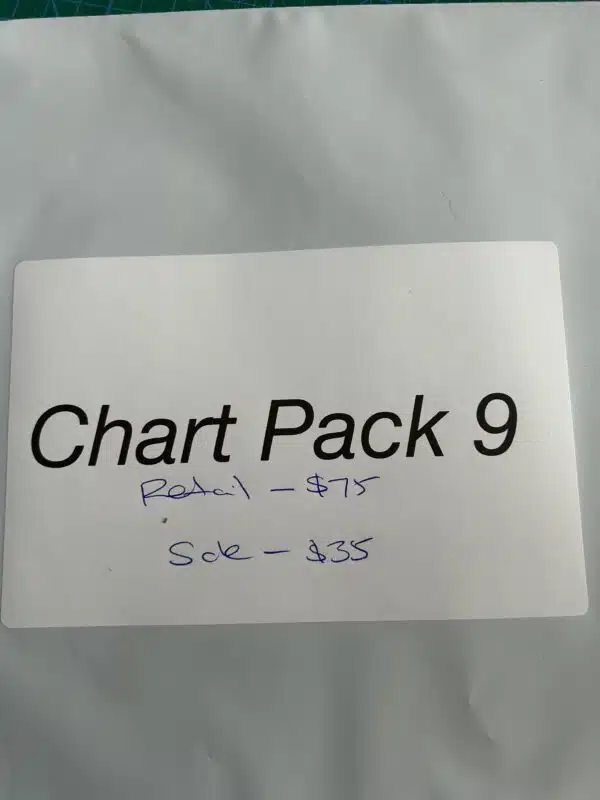 Chart Pack 9
Retail - $75
Sale - $35